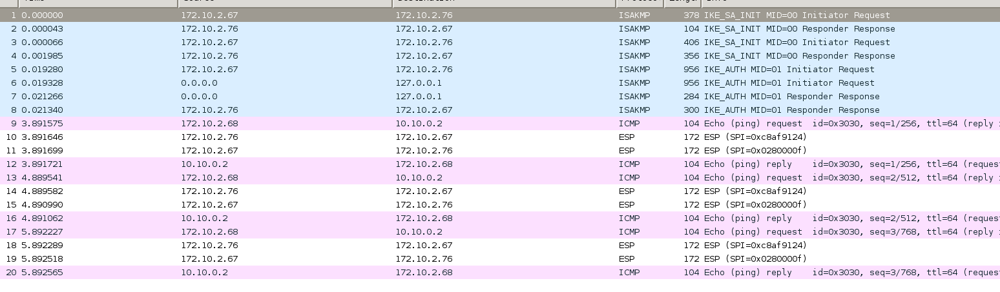 Time Source Destination Protocol Length Info
1 0.000000 172.10.2.67 172.10.2.76 ISAKMP 378 IKE_SA_INIT MID=00 Initiator Request
2 0.000043 172.10.2.76 172.10.2.67 ISAKMP 104 IKE_SA_INIT MID=00 Responder Response
3 0.000066 172.10.2.67 172.10.2.76 ISAKMP 406 IKE_SA_INIT MID=00 Initiator Request
4 0.001985 172.10.2.76 172.10.2.67 ISAKMP 356 IKE_SA_INIT MID=00 Responder Response
5 0.019280 172.10.2.67 172.10.2.76 ISAKMP 956 IKE_AUTH MID=01 Initiator Request
6 0.019328 0.0.0.0 127.0.0.1 ISAKMP 956 IKE_AUTH MID=01 Initiator Request
7 0.021266 0.0.0.0 127.0.0.1 ISAKMP 284 IKE_AUTH MID=01 Responder Response
8 0.021340 172.10.2.76 172.10.2.67 ISAKMP 300 IKE_AUTH MID=01 Responder Response
9 3.891575 172.10.2.68 10.10.0.2 ICMP 104 Echo (ping) request id=0x3030, seq=1/256, ttl=64 (reply i
10 3.891646 172.10.2.76 172.10.2.67 ESP 172 ESP (SPI=0xc8af9124)
11 3.891699 172.10.2.67 172.10.2.76 ESP 172 ESP (SPI=0x0280000f)
12 3.891721 10.10.0.2 172.10.2.68 ICMP 104 Echo (ping) reply id=0x3030, seq=1/256, ttl=64 (request
13 4.889541 172.10.2.68 10.10.0.2 ICMP 104 Echo (ping) request id=0x3030, seq=2/512, ttl=64 (reply i
14 4.889582 172.10.2.76 172.10.2.67 ESP 172 ESP (SPI=0xc8af9124)
15 4.890990 172.10.2.67 172.10.2.76 ESP 172 ESP (SPI=0x0280000f)
16 4.891062 10.10.0.2 172.10.2.68 ICMP 104 Echo (ping) reply id=0x3030, seq=2/512, ttl=64 (request
17 5.892227 172.10.2.68 10.10.0.2 ICMP 104 Echo (ping) request id=0x3030, seq=3/768, ttl=64 (reply i
18 5.892289 172.10.2.76 172.10.2.67 ESP 172 ESP (SPI=0xc8af9124)
19 5.892518 172.10.2.67 172.10.2.76 ESP 172 ESP (SPI=0x0280000f)
20 5.892565 10.10.0.2 172.10.2.68 ICMP 104 Echo (ping) reply id=0x3030, seq=3/768, ttl=64 (request